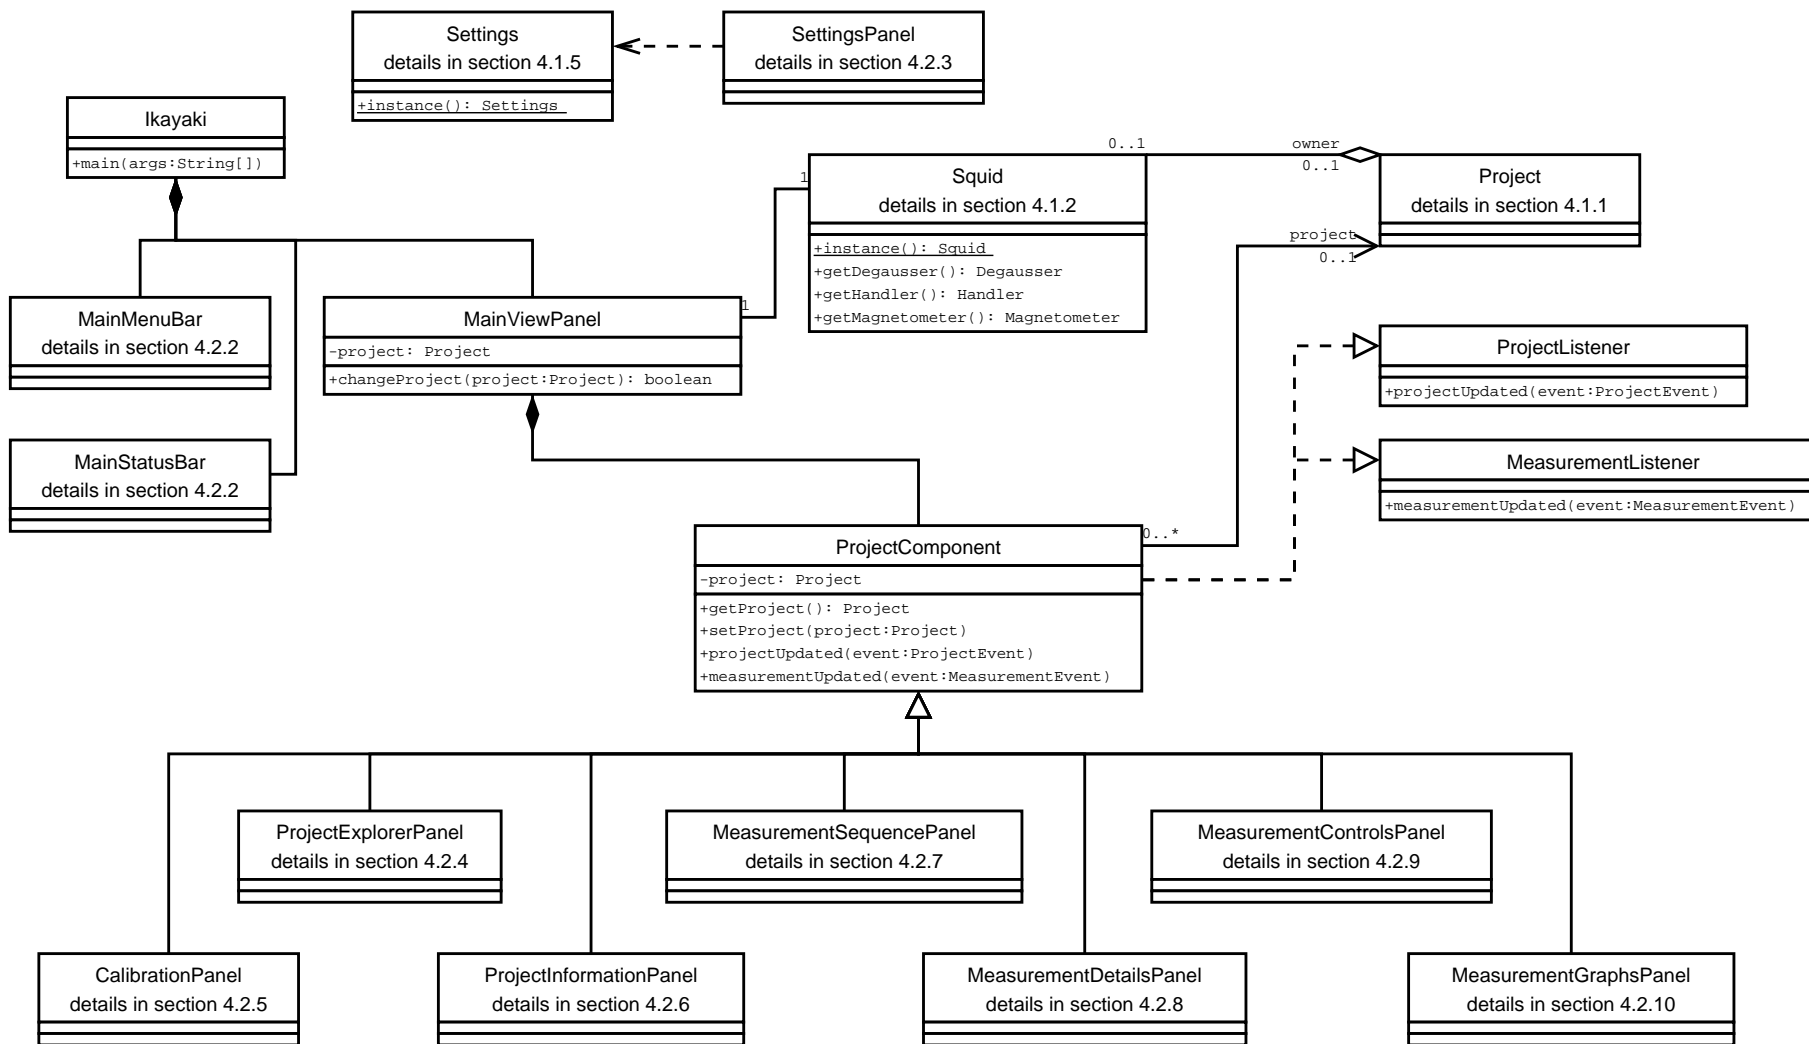 Settings
details in section 4.1.5
+instance(): Settings
SettingsPanel
details in section 4.2.3
Ikayaki
+main(args:String[])
0..1
owner
0..1
Squid
details in section 4.1.2
+instance(): Squid
+getDegausser(): Degausser
+getHandler(): Handler
+getMagnetometer(): Magnetometer
1
1
Project
details in section 4.1.1
project
0..1
MainMenuBar
details in section 4.2.2
MainViewPanel
-project: Project
+changeProject(project:Project): boolean
ProjectListener
+projectUpdated(event:ProjectEvent)
MainStatusBar
details in section 4.2.2
MeasurementListener
+measurementUpdated(event:MeasurementEvent)
0..*
ProjectComponent
-project: Project
+getProject(): Project
+setProject(project:Project)
+projectUpdated(event:ProjectEvent)
+measurementUpdated(event:MeasurementEvent)
ProjectExplorerPanel
details in section 4.2.4
MeasurementSequencePanel
details in section 4.2.7
MeasurementControlsPanel
details in section 4.2.9
CalibrationPanel
details in section 4.2.5
ProjectInformationPanel
details in section 4.2.6
MeasurementDetailsPanel
details in section 4.2.8
MeasurementGraphsPanel
details in section 4.2.10